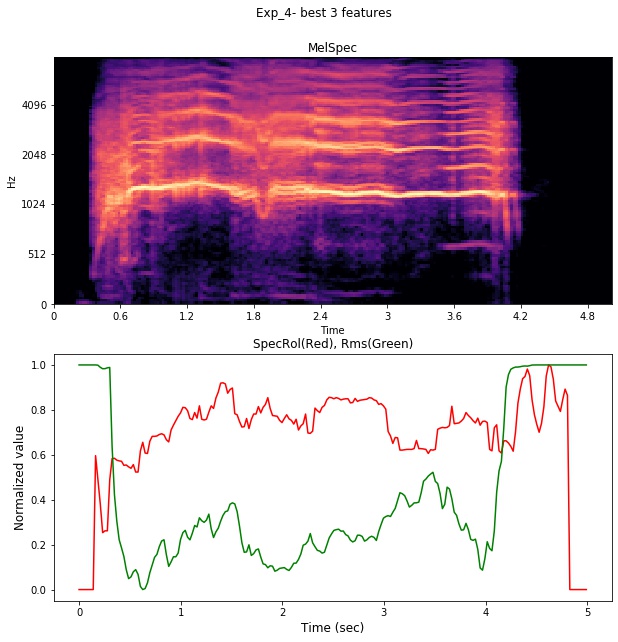 Exp_4- best 3 features
MelSpec
4096
2048
1024
512
0
Hz
0 0.6 1.2 1.8 2.4 3 3.6 4.2 4.8
Time
SpecRol(Red), Rms(Green)
1.0
0.8
0.6
0.4
0.2
0.0
Normalized value
0 1 2 3 4 5
Time (sec)